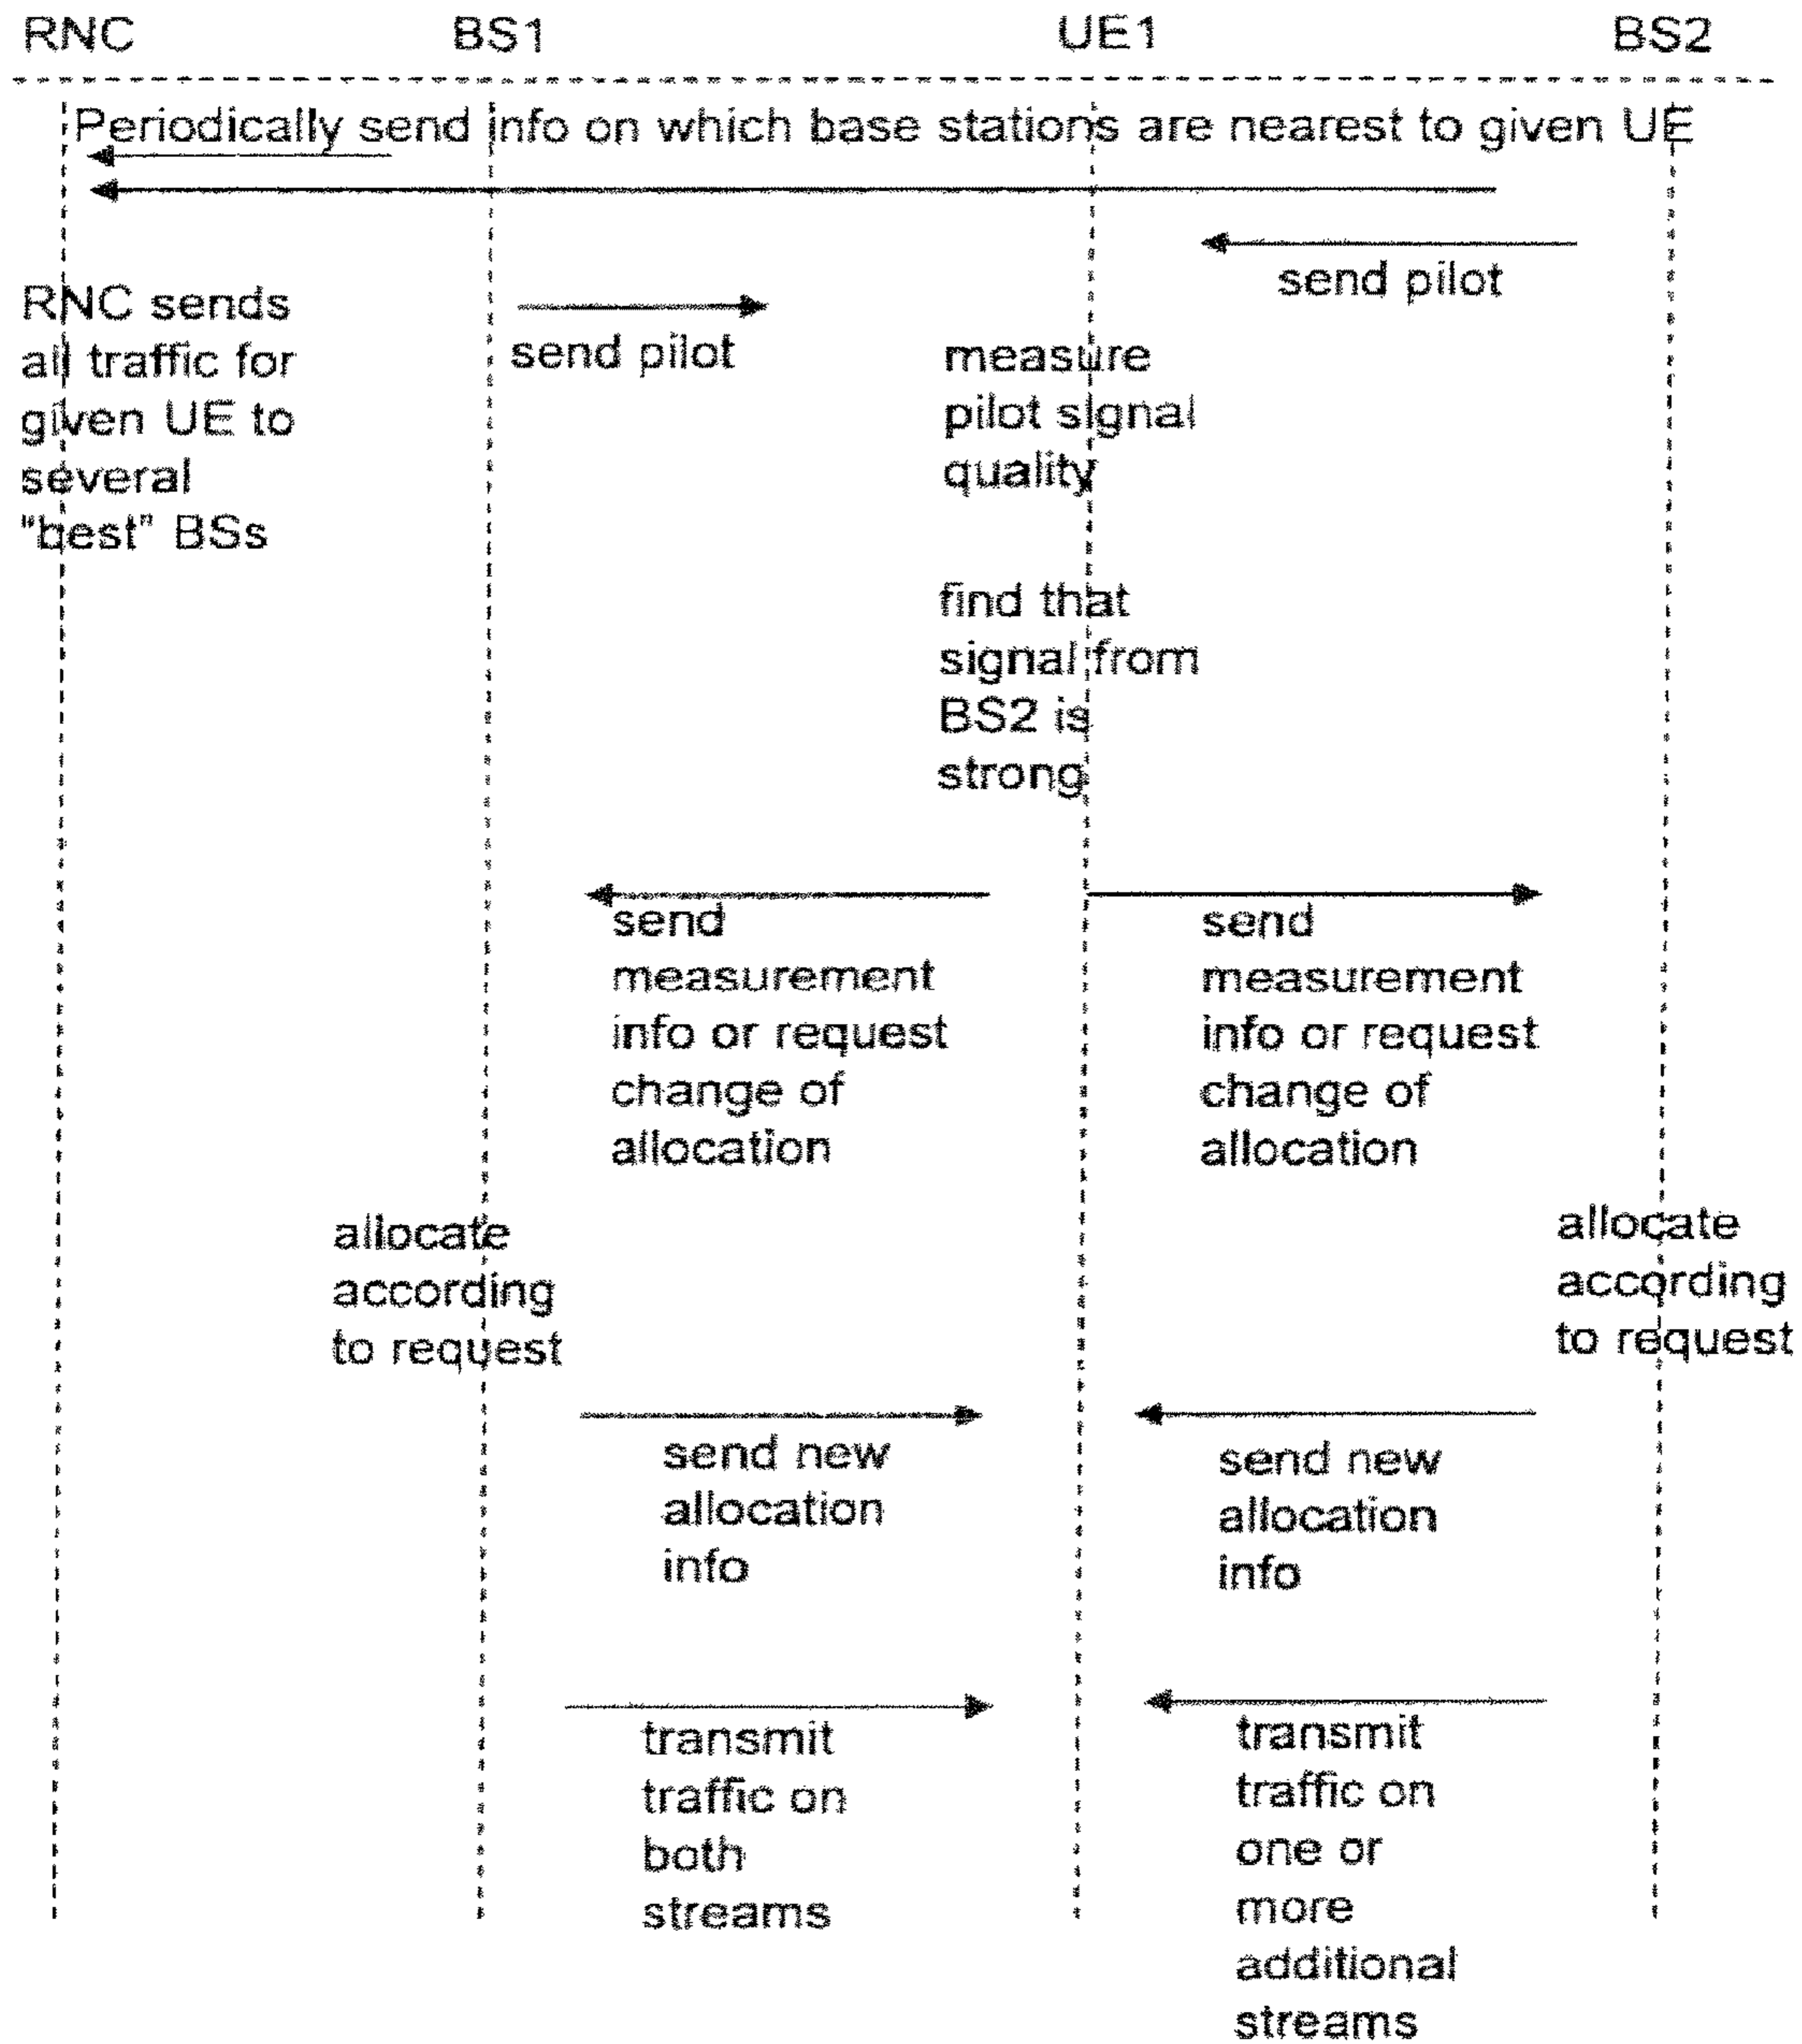 RNC BS1 UE1 BS2
Periodically send info on which base stations are nearest to given UE
send pilot
RNC sends
all traffic for
given UE to
several
"best" BSs
send pilot
measure
pilot signal
quality
find that
signal from
BS2 is
strong
send
measurement
info or request
change of
allocation
send
measurement
info or request
change of
allocation
allocate
according
to request
allocate
according
to request
send new
allocation
info
send new
allocation
info
transmit
traffic on
both
streams
transmit
traffic on
one or
more
additional
streams